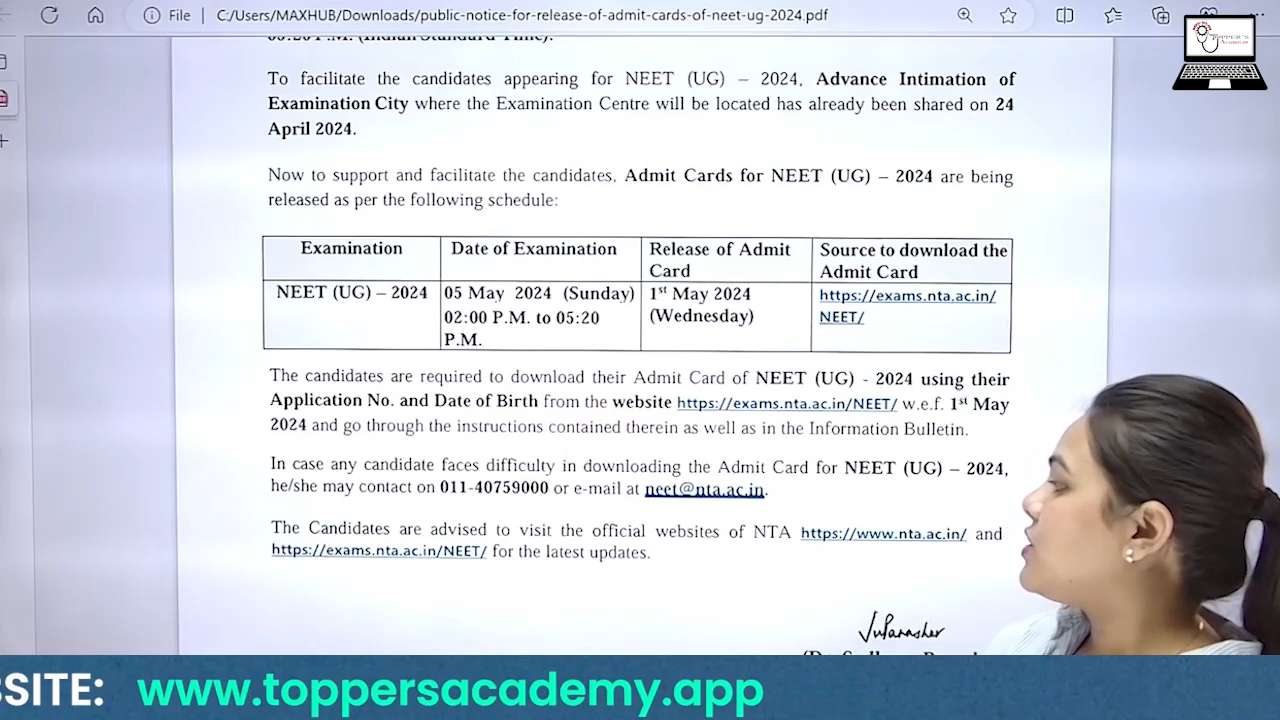 File
C:/Users/MAXHUB/Downloads/public-notice-for-release-of-admit-cards-of-neet-ug-2024.pdf
TOPPER'S
(Indian Standard Time).
To facilitate the candidates appearing for NEET (UG) – 2024, Advance Intimation of
Examination City where the Examination Centre will be located has already been shared on 24
April 2024.
Now to support and facilitate the candidates, Admit Cards for NEET (UG) – 2024 are being
released as per the following schedule:
Examination
Date of Examination
Release of Admit
Card
Source to download the
Admit Card
NEET (UG) – 2024
05 May 2024 (Sunday)
02:00 P.M. to 05:20
P.M.
1st May 2024
(Wednesday)
https://exams.nta.ac.in/
NEET/
The candidates are required to download their Admit Card of NEET (UG) - 2024 using their
Application No. and Date of Birth from the website https://exams.nta.ac.in/NEET/ w.e.f. 1st May
2024 and go through the instructions contained therein as well as in the Information Bulletin.
In case any candidate faces difficulty in downloading the Admit Card for NEET (UG) – 2024,
he/she may contact on 011-40759000 or e-mail at neet@nta.ac.in.
The Candidates are advised to visit the official websites of NTA https://www.nta.ac.in/ and
https://exams.nta.ac.in/NEET/ for the latest updates.
SITE: www.toppersacademy.app